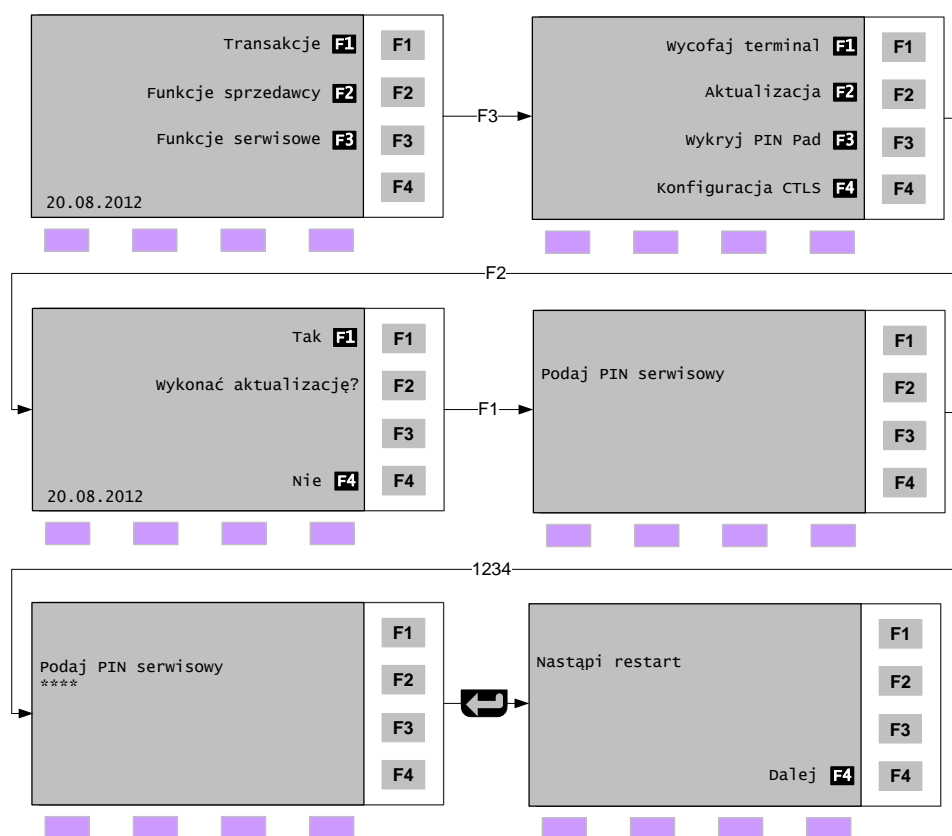 Transakcje F1 F1
Funkcje sprzedawcy F2 F2
Funkcje serwisowe F3 F3
F4
20.08.2012
F3
Wycofaj terminal F1 F1
Aktualizacja F2 F2
Wykryj PIN Pad F3 F3
Konfiguracja CTLS F4 F4
F2
Tak F1 F1
Wykonać aktualizację? F2
F3
Nie F4 F4
20.08.2012
F1
F1
Podaj PIN serwisowy
F2
F3
F4
1234
F1
Podaj PIN serwisowy
**** F2
F3
F4
F1
Nastąpi restart
F2
F3
Dalej F4 F4